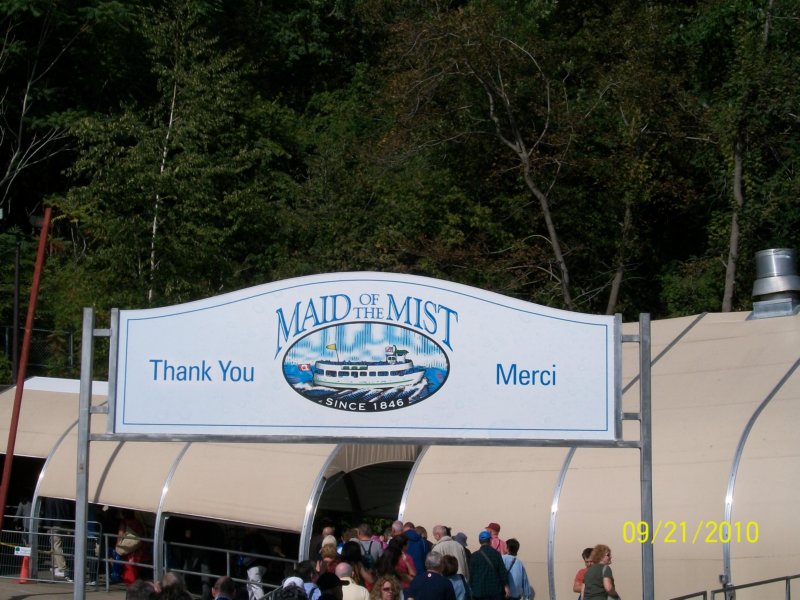 MAID OF THE MIST
Thank You
Merci
SINCE 1846
09/21/2010